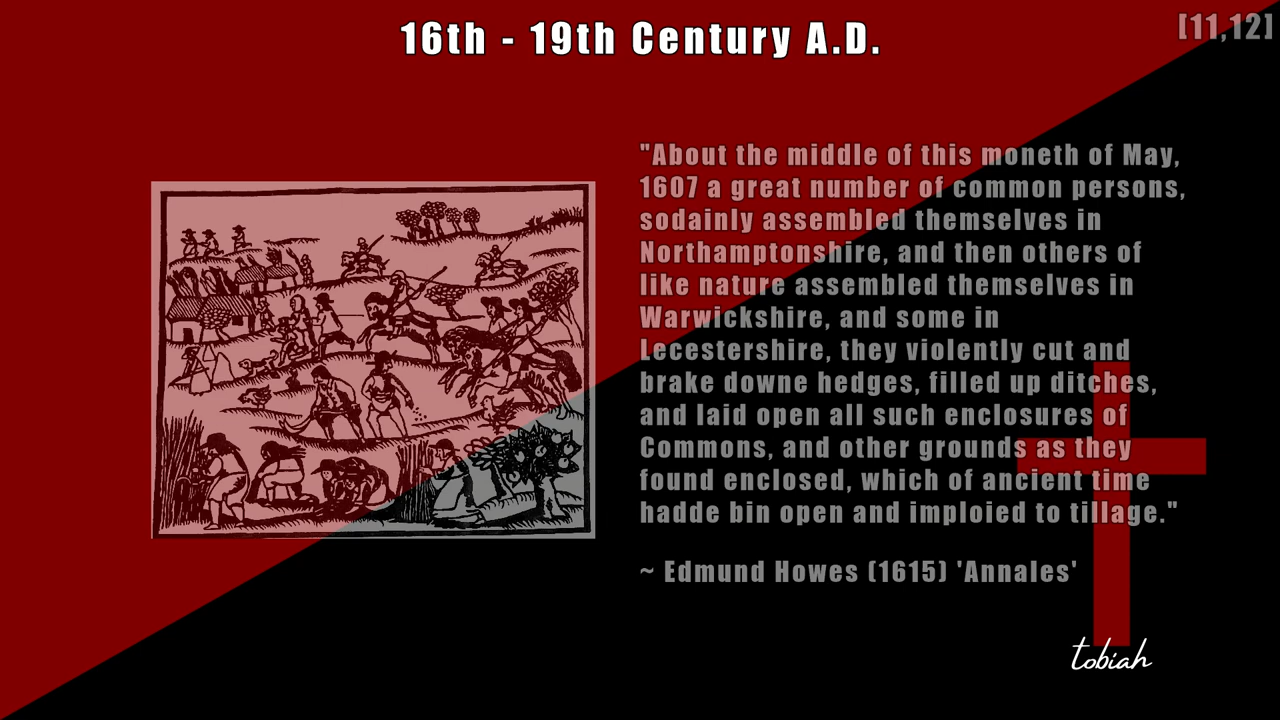 16th - 19th Century A.D.
[11,12]
"About the middle of this moneth of May,
1607 a great number of common persons,
sodainly assembled themselves in
Northamptonshire, and then others of
like nature assembled themselves in
Warwickshire, and some in
Lecestershire, they violently cut and
brake downe hedges, filled up ditches,
and laid open all such enclosures of
Commons, and other grounds as they
found enclosed, which of ancient time
hadde bin open and imploied to tillage."
~ Edmund Howes (1615) 'Annales'
tobiah